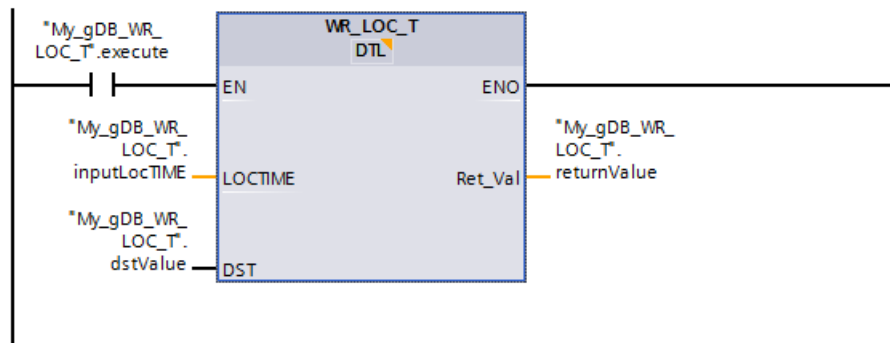 "My_gDB_WR_
LOC_T".execute
WR_LOC_T
DTL
EN
ENO
"My_gDB_WR_
LOC_T".
inputLocTIME
LOCTIME
Ret_Val
"My_gDB_WR_
LOC_T".
returnValue
"My_gDB_WR_
LOC_T".
dstValue
DST